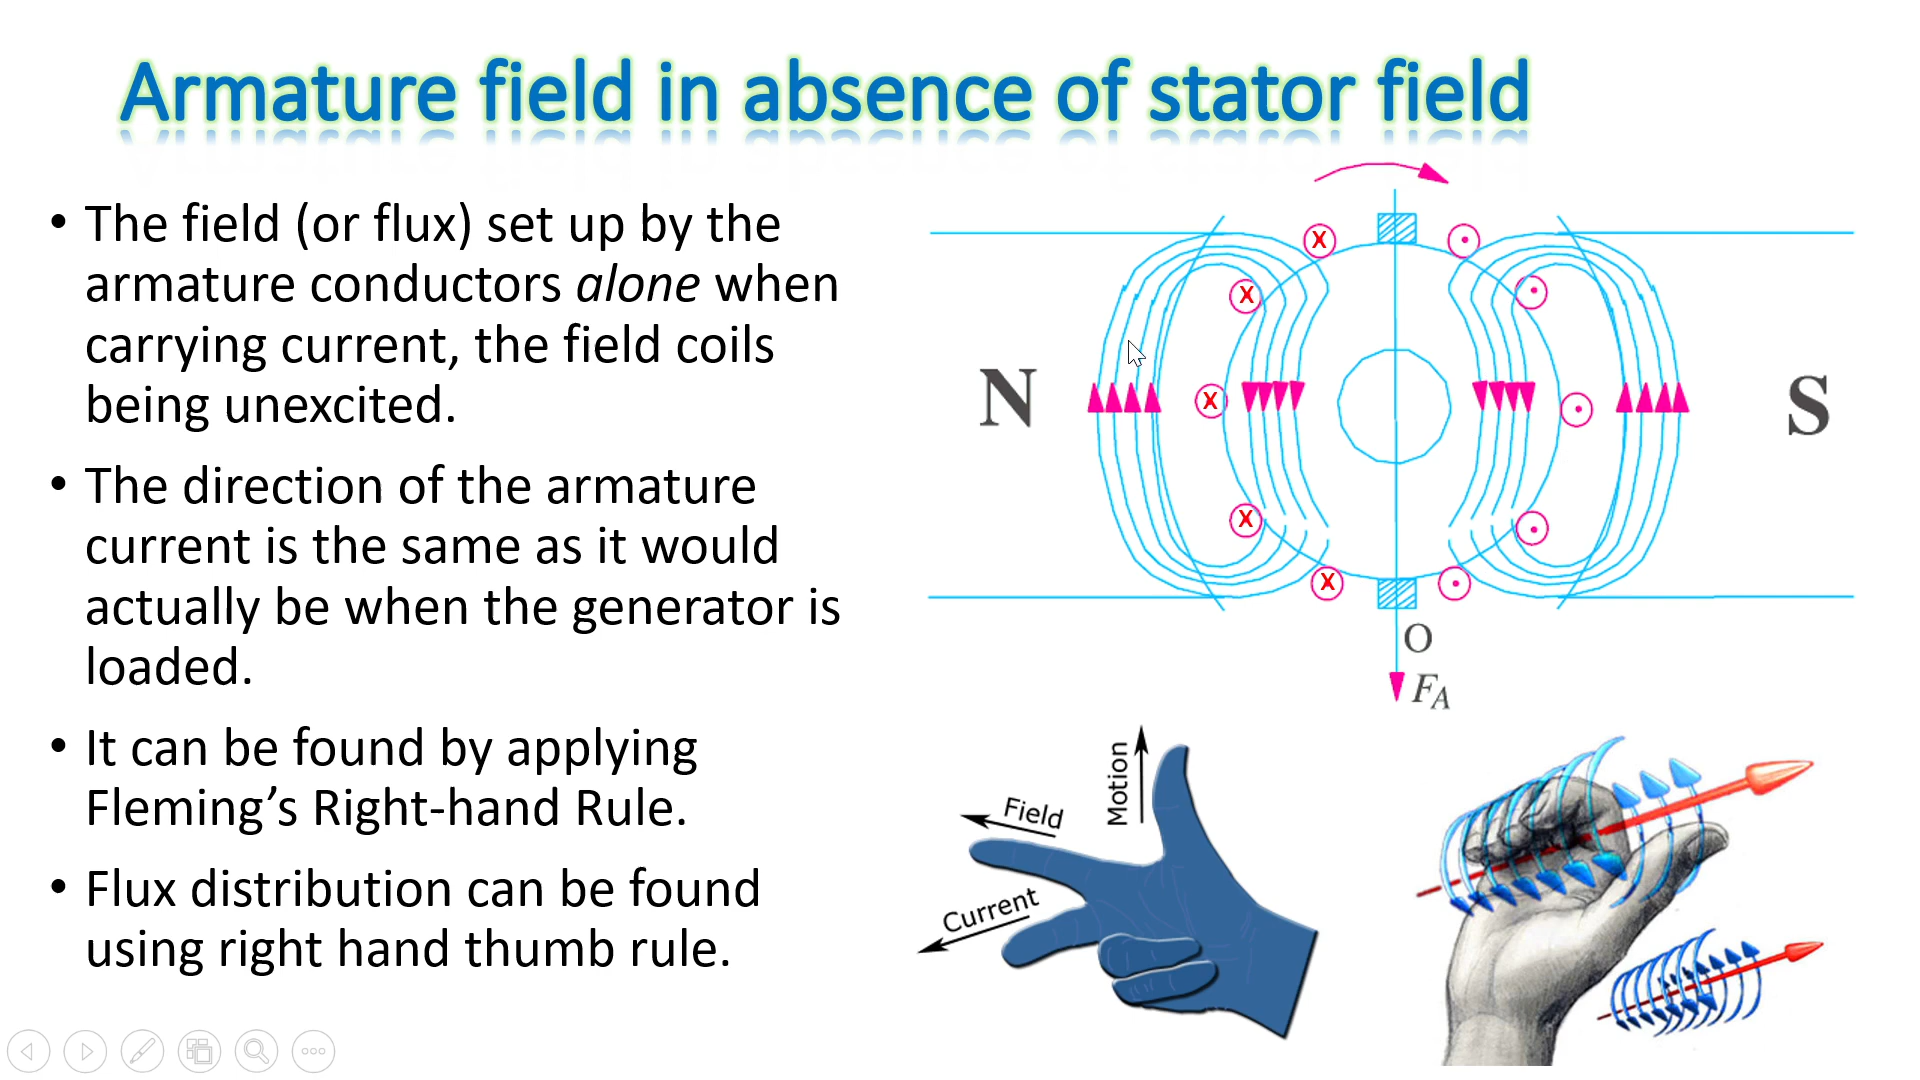 Armature field in absence of stator field
• The field (or flux) set up by the
armature conductors alone when
carrying current, the field coils
being unexcited.
• The direction of the armature
current is the same as it would
actually be when the generator is
loaded.
• It can be found by applying
Fleming’s Right-hand Rule.
• Flux distribution can be found
using right hand thumb rule.
X
X
X
X
X
N
S
O
FA
Motion
Field
Current